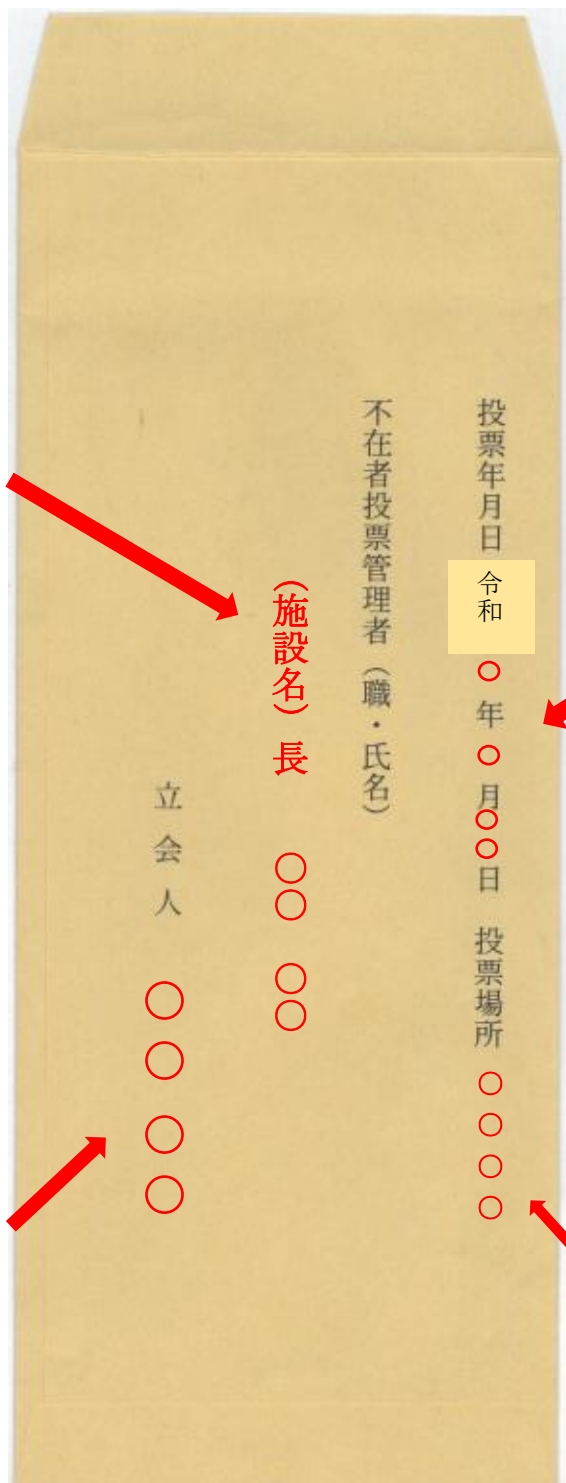 投票年月日 令和 ○ 年 ○ 月 ○○ 日 投票場所 ○○○○
不在者投票管理者（職・氏名）
（施設名）長 ○○ ○○
立会人 ○○○○